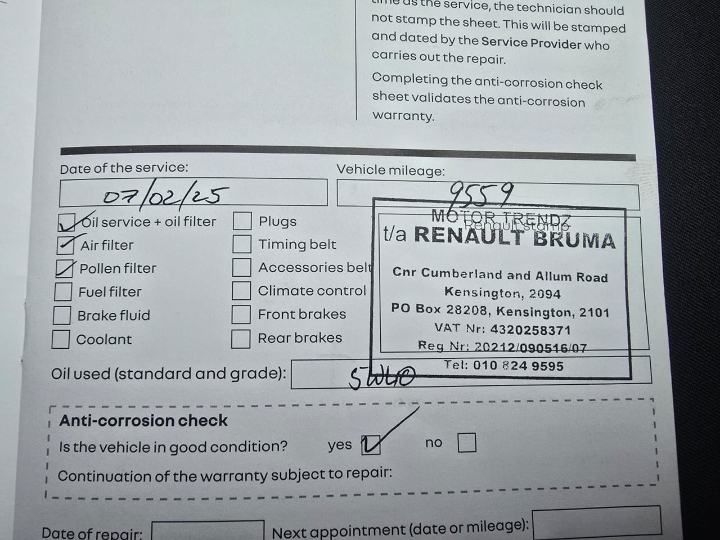 time as the service, the technician should
not stamp the sheet. This will be stamped
and dated by the Service Provider who
carries out the repair.
Completing the anti-corrosion check
sheet validates the anti-corrosion
warranty.
Date of the service:
Vehicle mileage:
07/02/25
9559
Oil service + oil filter
Plugs
Air filter
Timing belt
Pollen filter
Accessories belt
Fuel filter
Climate control
Brake fluid
Front brakes
Coolant
Rear brakes
Renault stamp
MOTOR TRENDZ
t/a RENAULT BRUMA
Cnr Cumberland and Allum Road
Kensington, 2094
PO Box 28208, Kensington, 2101
VAT Nr: 4320258371
Reg Nr: 20212/090516/07
Tel: 010 824 9595
Oil used (standard and grade):
5W40
Anti-corrosion check
Is the vehicle in good condition?
yes
no
Continuation of the warranty subject to repair:
Date of repair:
Next appointment (date or mileage):